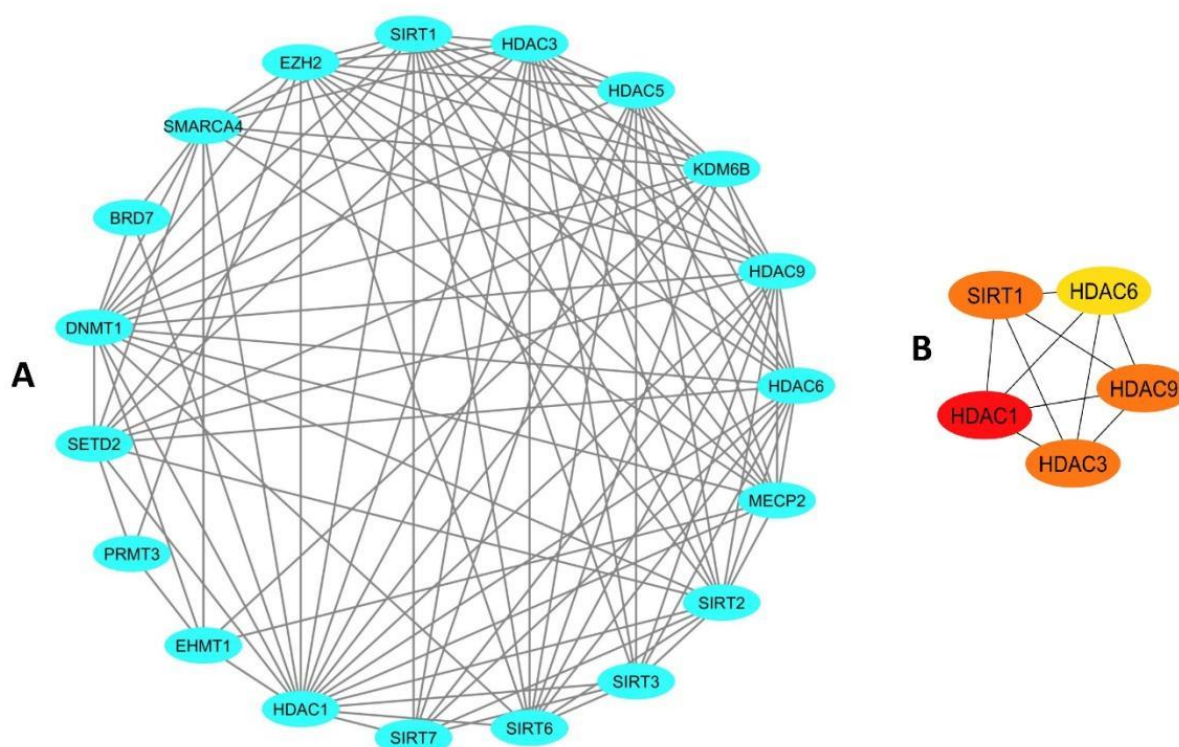 SIRT1
HDAC3
EZH2
HDAC5
SMARCA4
KDM6B
BRD7
HDAC9
DNMT1
HDAC6
A
SETD2
MECP2
PRMT3
SIRT2
EHMT1
SIRT3
HDAC1
SIRT6
SIRT7
B
SIRT1
HDAC6
HDAC9
HDAC1
HDAC3